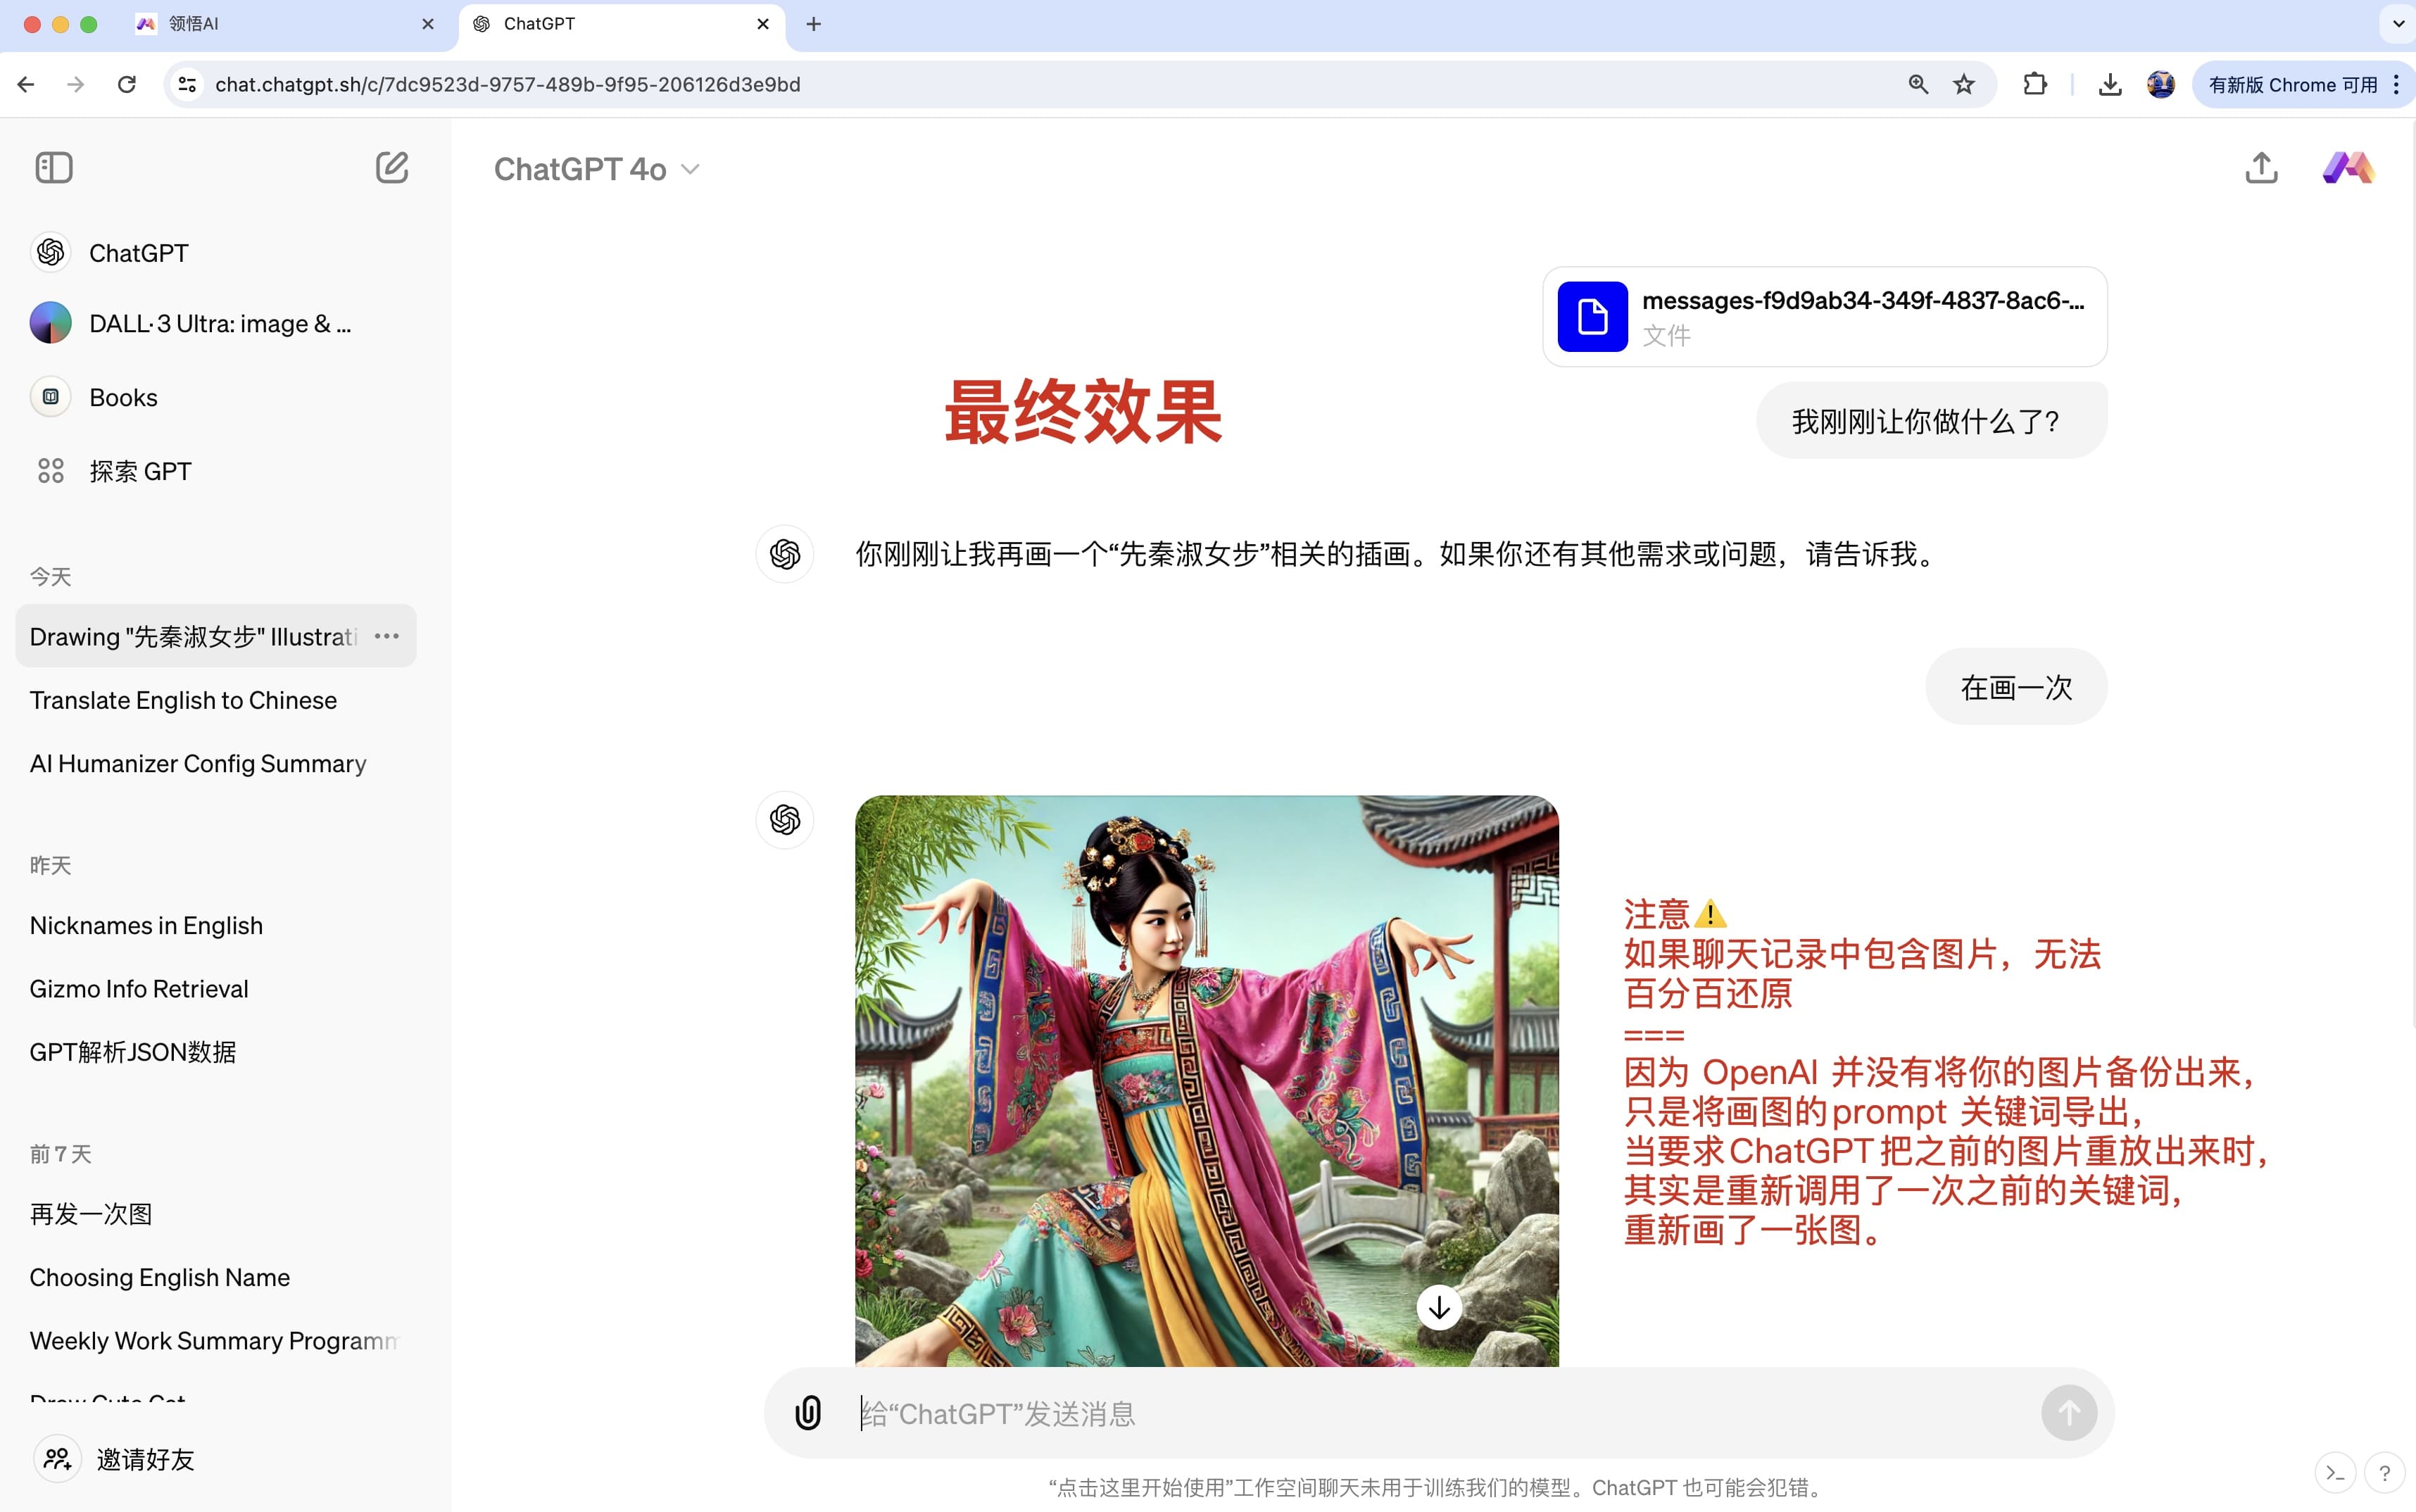 领悟AI
ChatGPT
chat.chatgpt.sh/c/7dc9523d-9757-489b-9f95-206126d3e9bd
有新版 Chrome 可用
ChatGPT 4o
ChatGPT
DALL·3 Ultra: image & ...
Books
探索 GPT
今天
Drawing "先秦淑女步" Illustrati
Translate English to Chinese
AI Humanizer Config Summary
昨天
Nicknames in English
Gizmo Info Retrieval
GPT解析JSON数据
前 7 天
再发一次图
Choosing English Name
Weekly Work Summary Programm
Draw Cute Cat
邀请好友
messages-f9d9ab34-349f-4837-8ac6-...
文件
最终效果
我刚刚让你做什么了?
你刚刚让我再画一个“先秦淑女步”相关的插画。如果你还有其他需求或问题，请告诉我。
在画一次
注意⚠️
如果聊天记录中包含图片，无法
百分百还原
===
因为 OpenAI 并没有将你的图片备份出来，
只是将画图的prompt 关键词导出，
当要求ChatGPT把之前的图片重放出来时，
其实是重新调用了一次之前的关键词，
重新画了一张图。
给“ChatGPT”发送消息
“点击这里开始使用”工作空间聊天未用于训练我们的模型。ChatGPT 也可能会犯错。
?